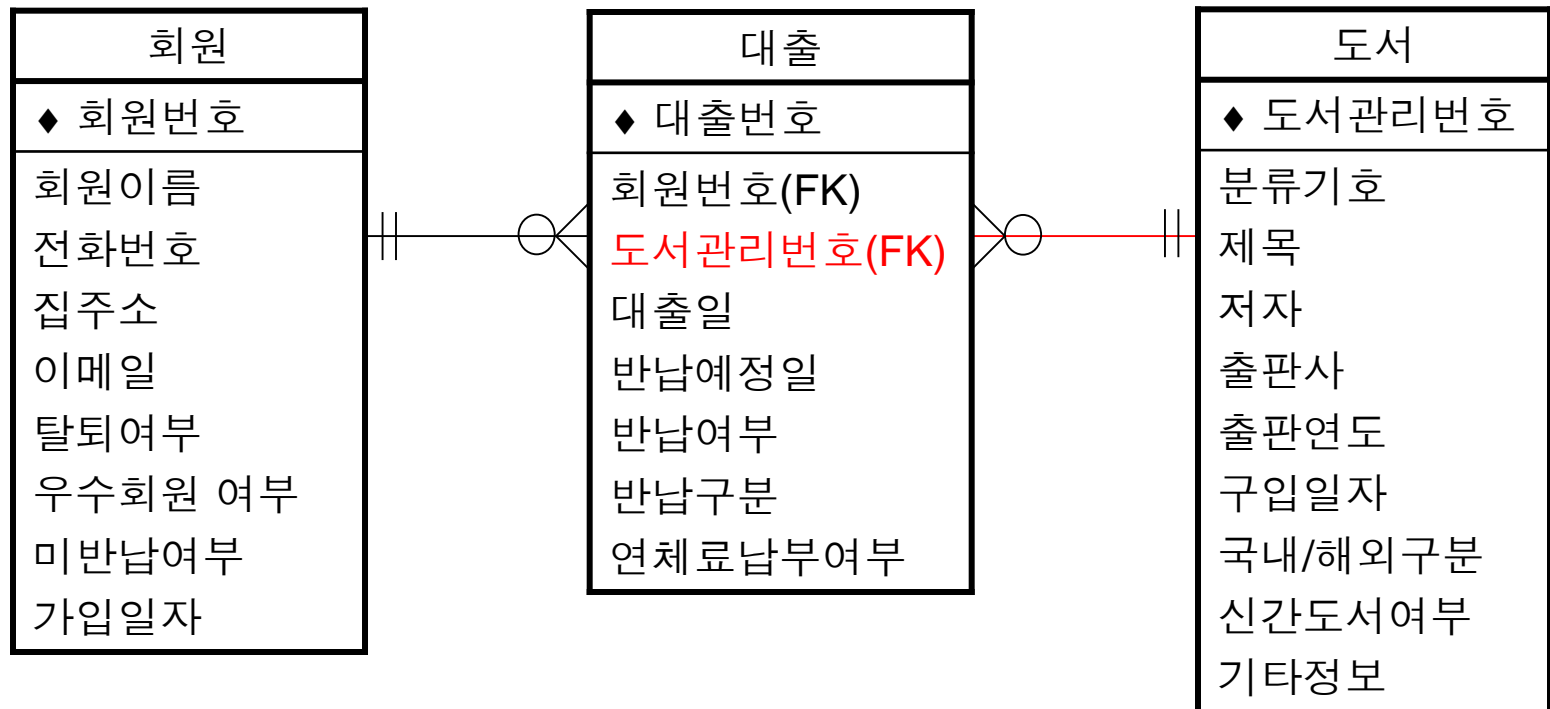 회원
♦ 회원번호
회원이름
전화번호
집주소
이메일
탈퇴여부
우수회원 여부
미반납여부
가입일자
대출
♦ 대출번호
회원번호(FK)
도서관리번호(FK)
대출일
반납예정일
반납여부
반납구분
연체료납부여부
도서
♦ 도서관리번호
분류기호
제목
저자
출판사
출판연도
구입일자
국내/해외구분
신간도서여부
기타정보